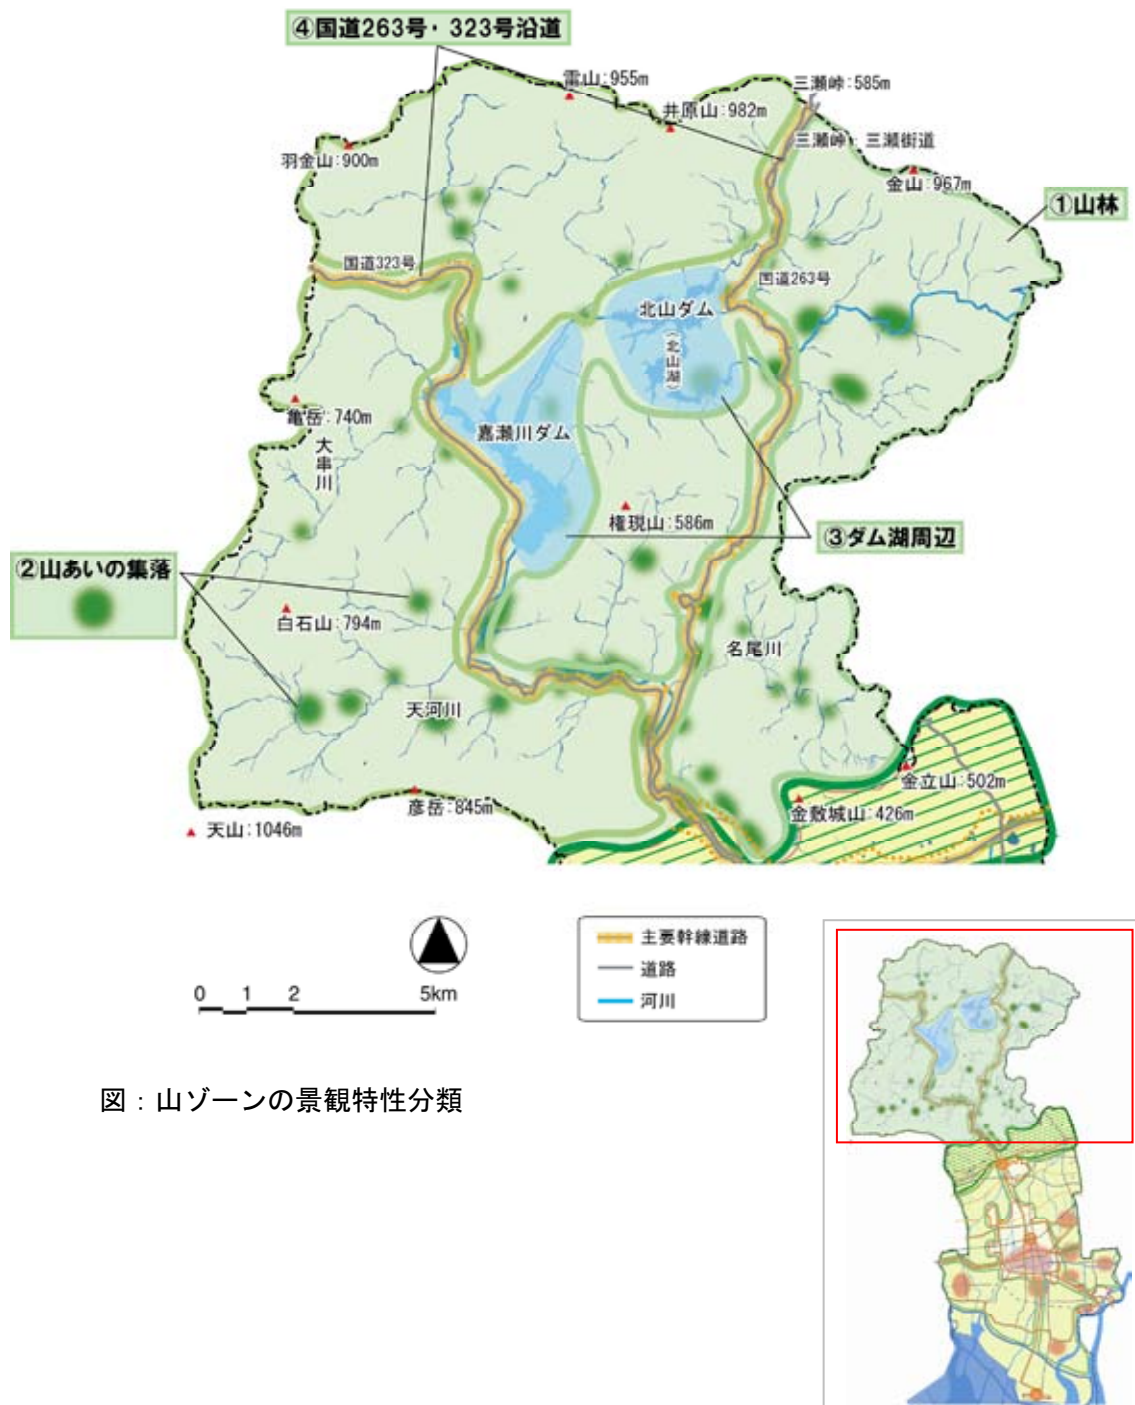 ④国道263号・323号沿道
雷山:955m
三瀬峠:585m
井原山:982m
三瀬峠・三瀬街道
羽金山:900m
金山:967m
①山林
国道323号
国道263号
北山ダム
(北山湖)
亀岳:740m
大串川
嘉瀬川ダム
権現山:586m
③ダム湖周辺
②山あいの集落
白石山:794m
名尾川
天河川
金立山:502m
彦岳:845m
金敷城山:426m
天山:1046m
主要幹線道路
道路
河川
0 1 2 5km
図：山ゾーンの景観特性分類